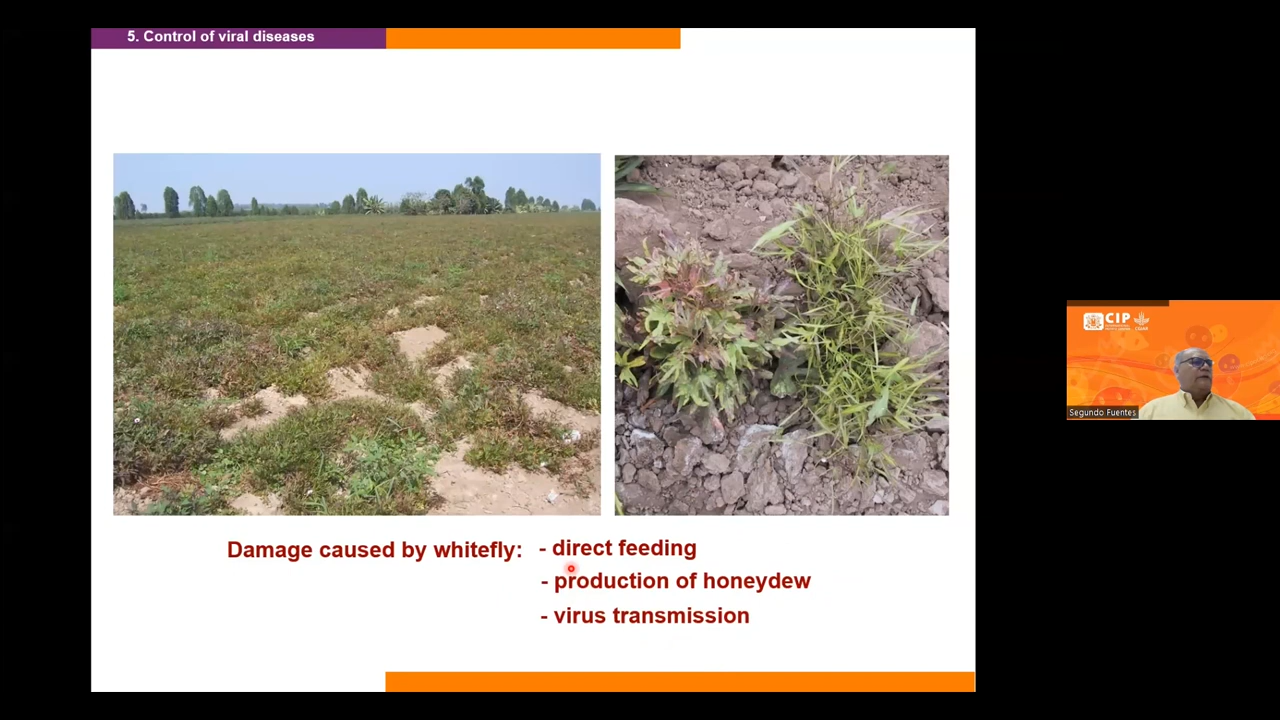 5. Control of viral diseases
Damage caused by whitefly:
- direct feeding
- production of honeydew
- virus transmission
CIP
Segundo Fuentes